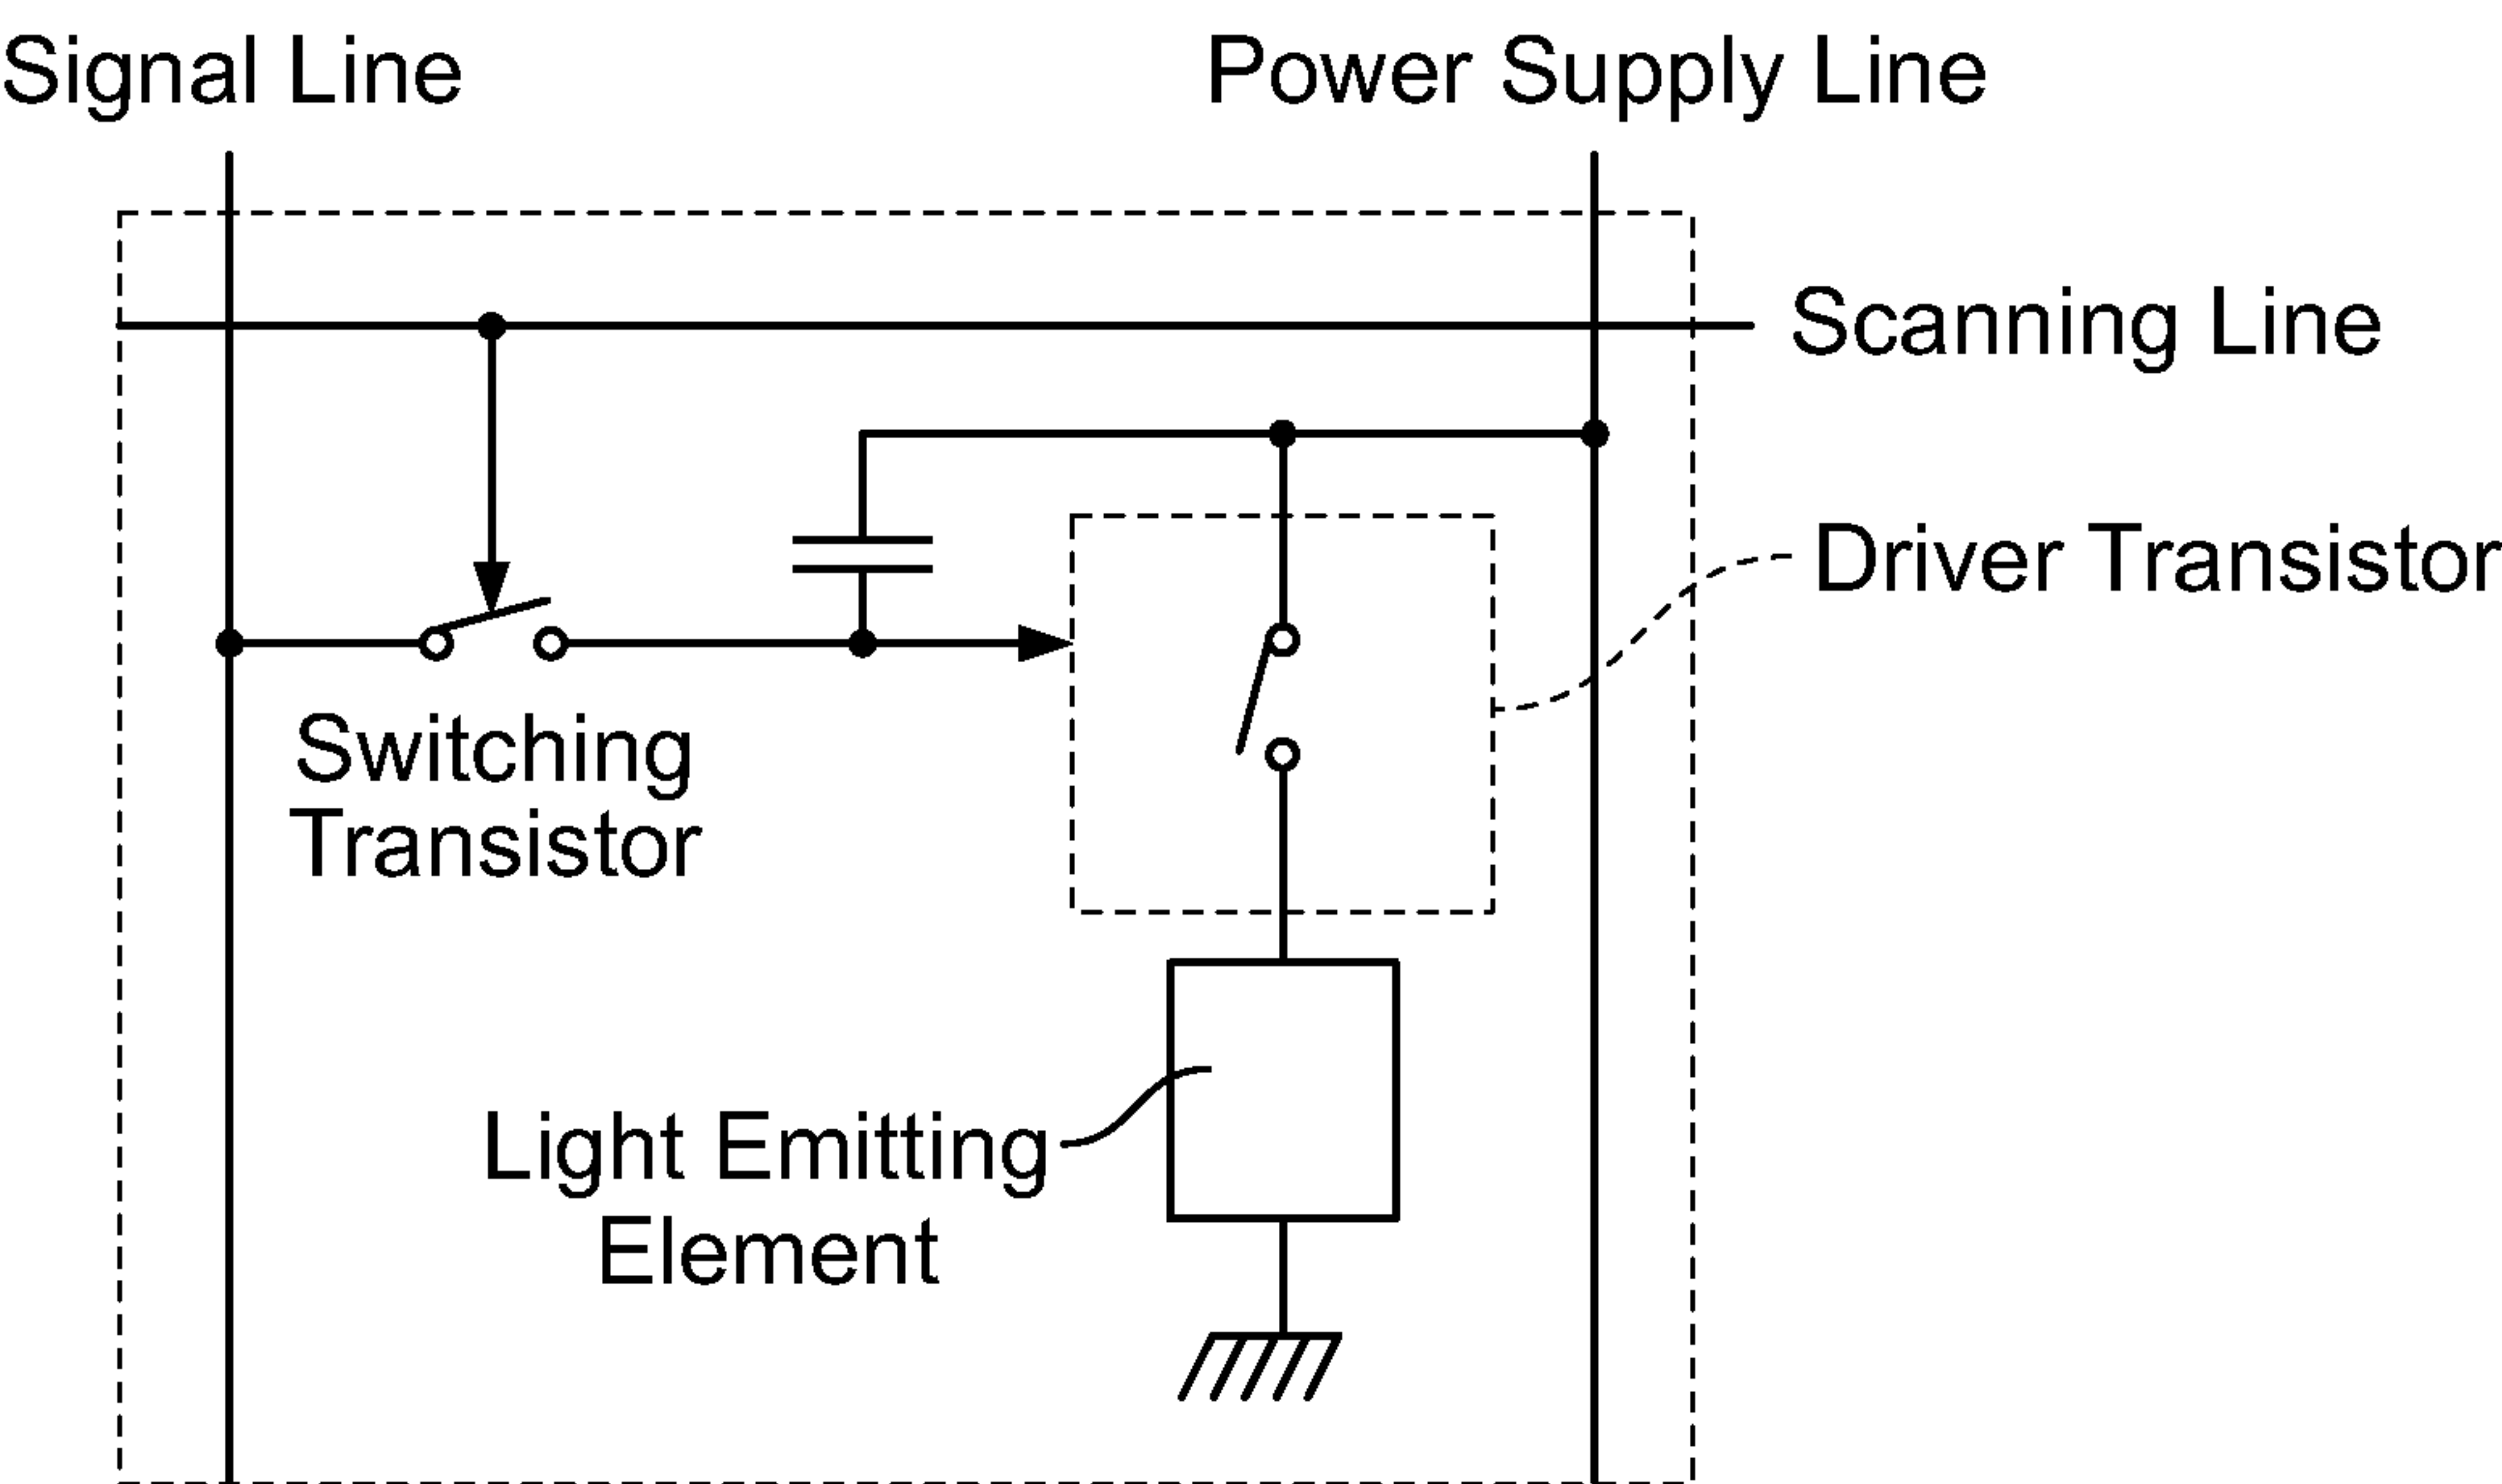 Signal Line
Power Supply Line
Scanning Line
Driver Transistor
Switching
Transistor
Light Emitting
Element